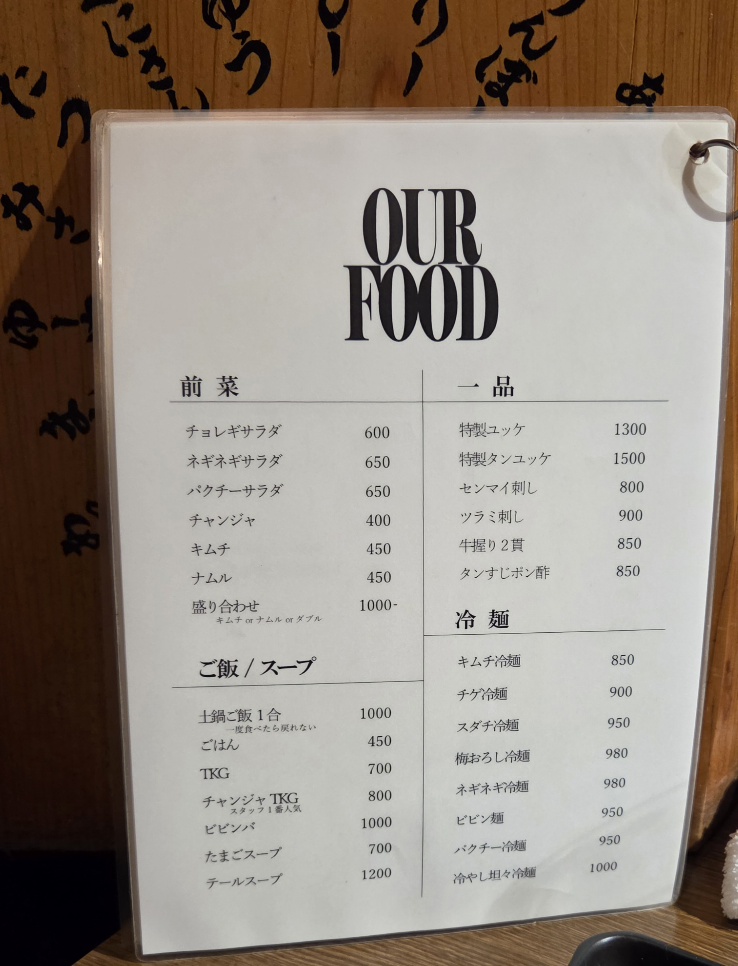 OUR
FOOD
前菜
チョレギサラダ 600
ネギネギサラダ 650
パクチーサラダ 650
チャンジャ 400
キムチ 450
ナムル 450
盛り合わせ 1000-
キムチ or ナムル or ダブル
ご飯 / スープ
土鍋ご飯 1合 1000
一度食べたら戻れない
ごはん 450
TKG 700
チャンジャ TKG 800
スタッフ1番人気
ビビンバ 1000
たまごスープ 700
テールスープ 1200
一品
特製ユッケ 1300
特製タンユッケ 1500
センマイ刺し 800
ツラミ刺し 900
牛握り2貫 850
タンすじポン酢 850
冷麺
キムチ冷麺 850
チゲ冷麺 900
スダチ冷麺 950
梅おろし冷麺 980
ネギネギ冷麺 980
ビビン麺 950
パクチー冷麺 950
冷やし坦々冷麺 1000